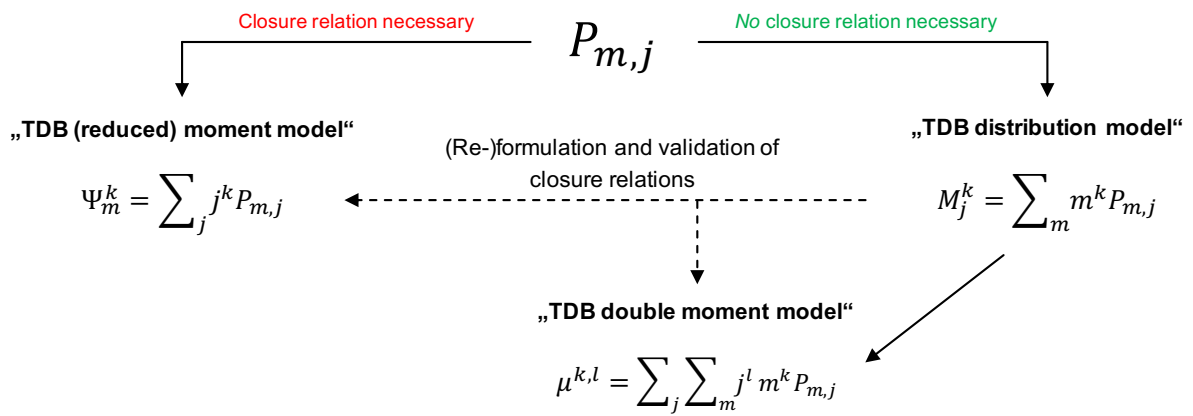 Closure relation necessary
No closure relation necessary
P_{m,j}
„TDB (reduced) moment model“
„TDB distribution model“
(Re-)formulation and validation of
closure relations
Ψ_m^k = ∑_j j^k P_{m,j}
M_j^k = ∑_m m^k P_{m,j}
„TDB double moment model“
μ^{k,l} = ∑_j ∑_m j^l m^k P_{m,j}